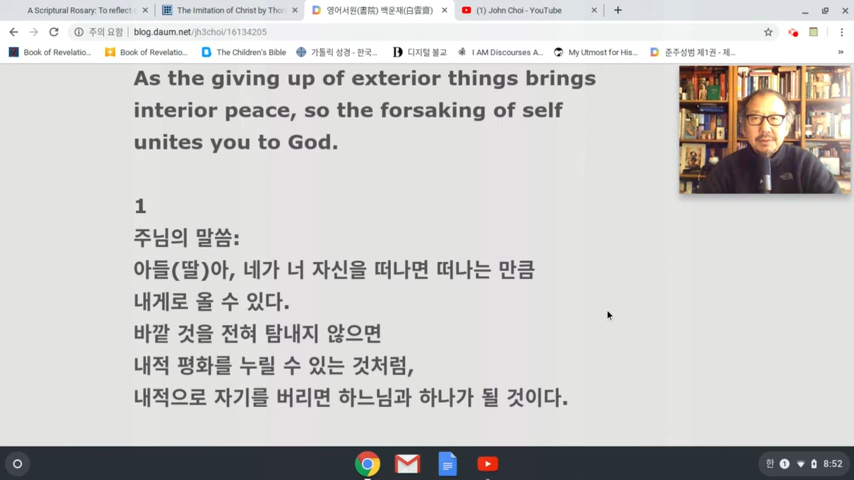 A Scriptural Rosary: To reflect o
The Imitation of Christ by Thom
영어서원(書院) 백운재(白雲齋)
(1) John Choi - YouTube
주의 요함
blog.daum.net/jh3choi/16134205
Book of Revelatio...
Book of Revelatio...
The Children's Bible
가톨릭 성경 - 한국...
디지털 불교
I AM Discourses A...
My Utmost for His...
준주성범 제1권 - 제...
As the giving up of exterior things brings
interior peace, so the forsaking of self
unites you to God.
1
주님의 말씀:
아들(딸)아, 네가 너 자신을 떠나면 떠나는 만큼
내게로 올 수 있다.
바깥 것을 전혀 탐내지 않으면
내적 평화를 누릴 수 있는 것처럼,
내적으로 자기를 버리면 하느님과 하나가 될 것이다.
한
1
8:52